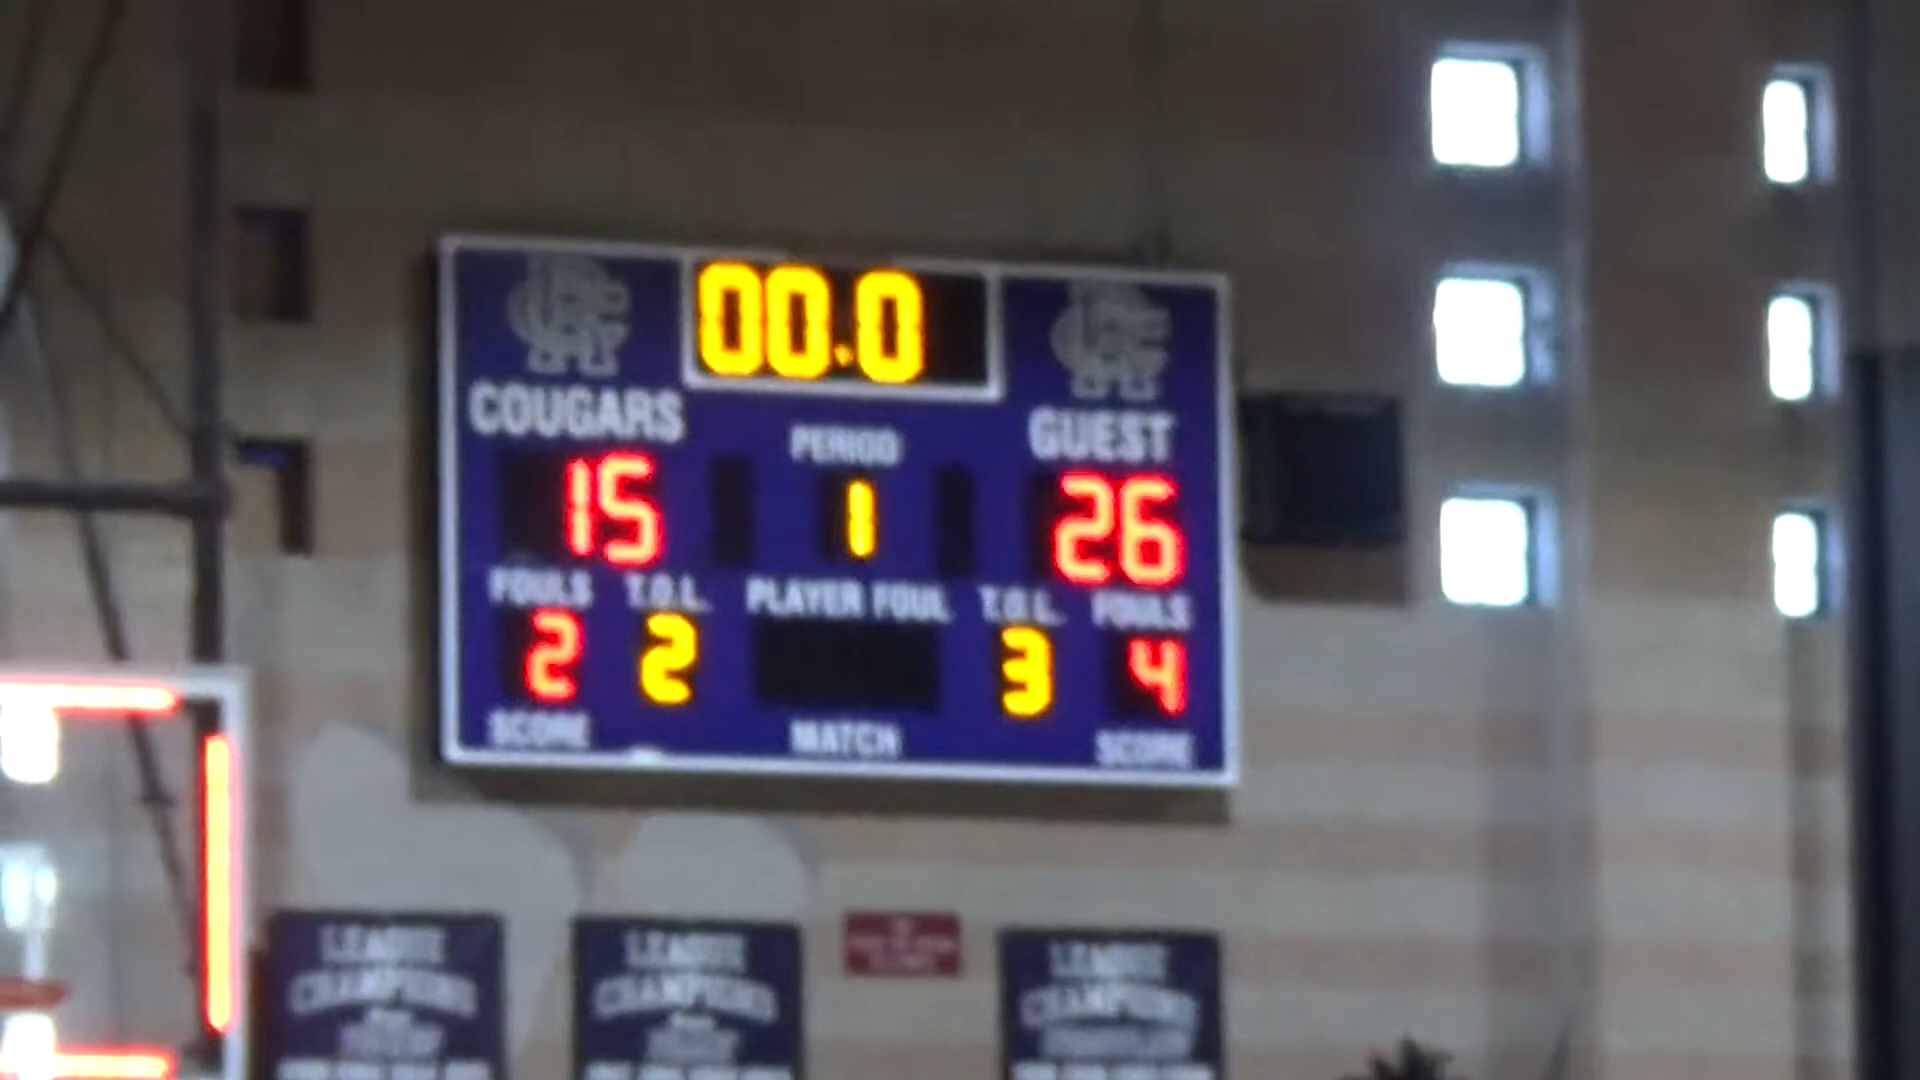 00.0
COUGARS
GUEST
PERIOD
15
1
26
FOULS T.O.L. PLAYER FOUL T.O.L. FOULS
2 2 3 4
SCORE MATCH SCORE
LEAGUE
CHAMPIONS
LEAGUE
CHAMPIONS
LEAGUE
CHAMPIONS